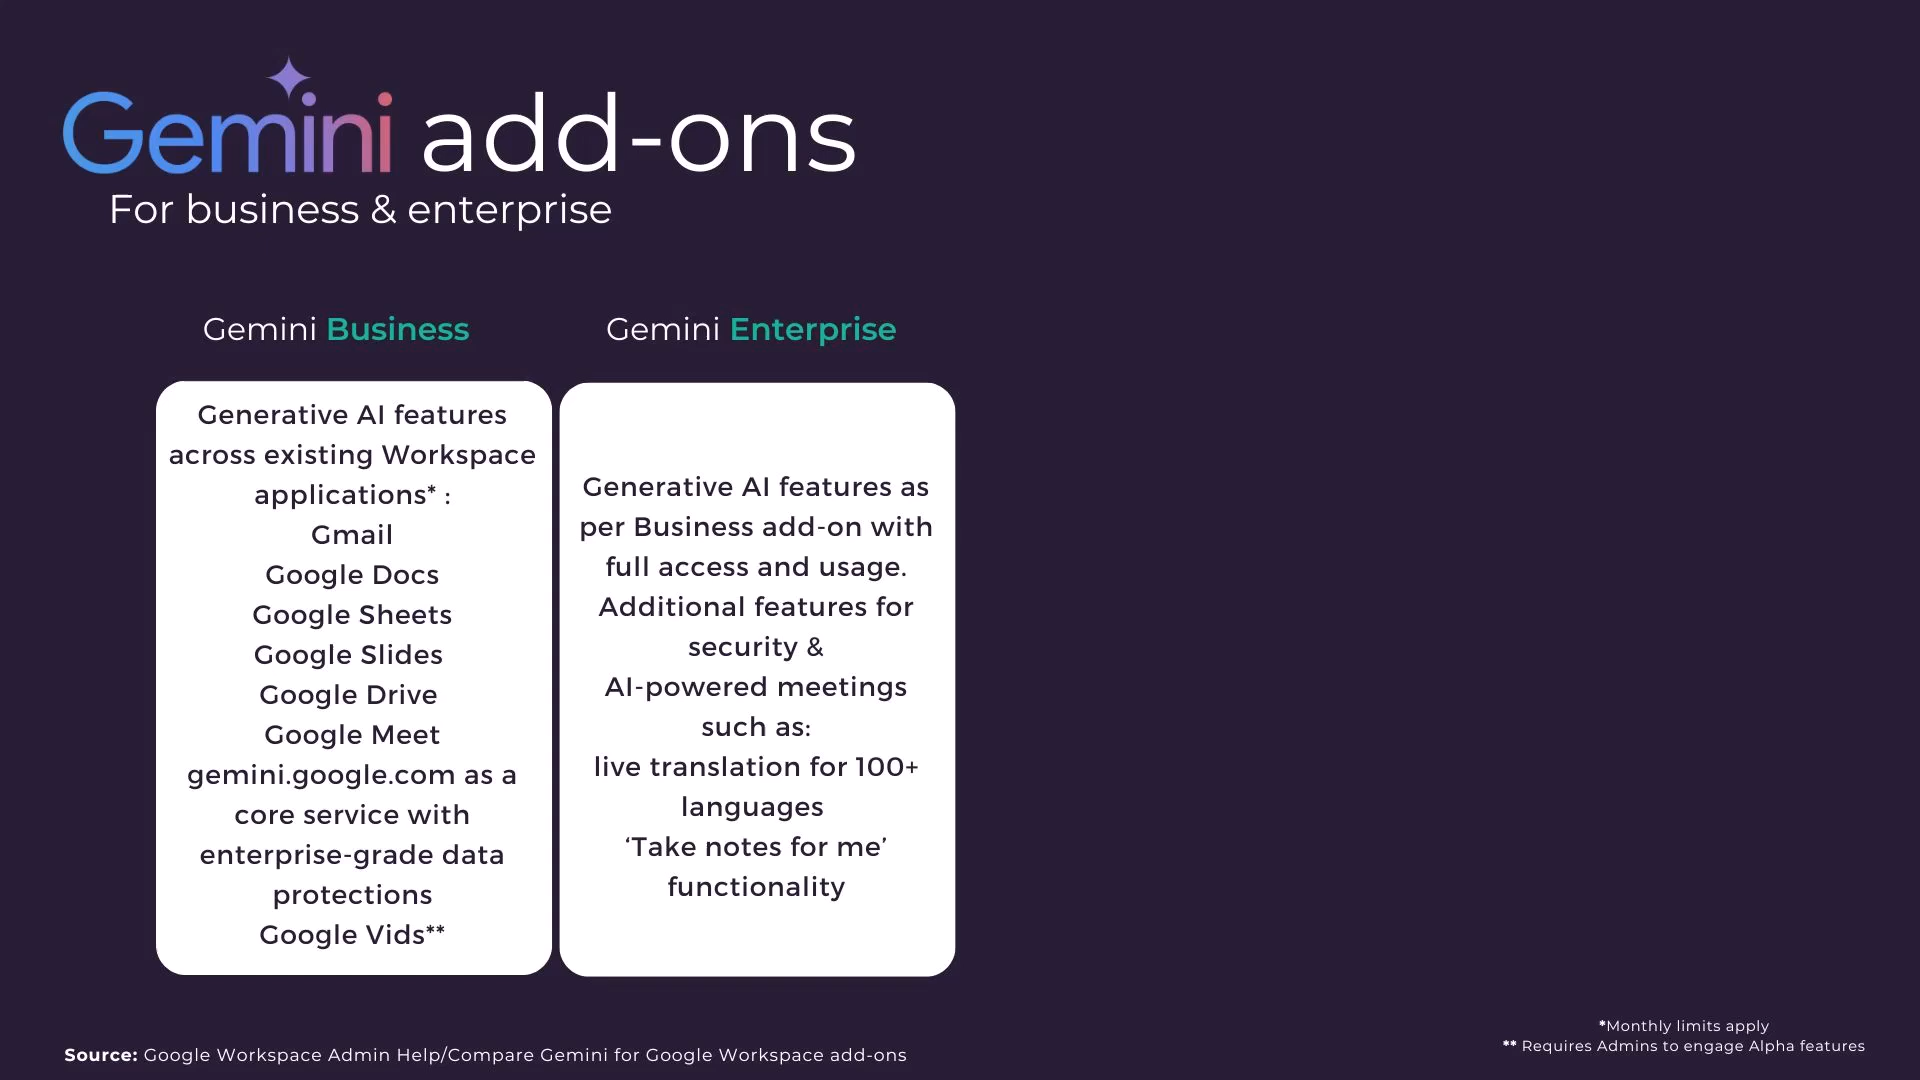 Gemini add-ons
For business & enterprise
Gemini Business
Generative AI features
across existing Workspace
applications* :
Gmail
Google Docs
Google Sheets
Google Slides
Google Drive
Google Meet
gemini.google.com as a
core service with
enterprise-grade data
protections
Google Vids**
Gemini Enterprise
Generative AI features as
per Business add-on with
full access and usage.
Additional features for
security &
AI-powered meetings
such as:
live translation for 100+
languages
‘Take notes for me’
functionality
Source: Google Workspace Admin Help/Compare Gemini for Google Workspace add-ons
*Monthly limits apply
** Requires Admins to engage Alpha features